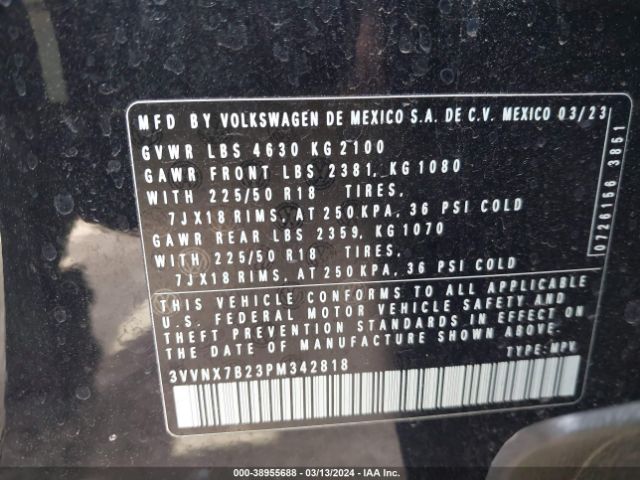 MFD BY VOLKSWAGEN DE MEXICO S.A. DE C.V. MEXICO 03/23
GVWR LBS 4630 KG 2100
GAWR FRONT LBS 2381, KG 1080
WITH 225/50 R18 TIRES,
7JX18 RIMS, AT 250 KPA, 36 PSI COLD
GAWR REAR LBS 2359, KG 1070
WITH 225/50 R18 TIRES,
7JX18 RIMS, AT 250 KPA, 36 PSI COLD
THIS VEHICLE CONFORMS TO ALL APPLICABLE
U.S. FEDERAL MOTOR VEHICLE SAFETY AND
THEFT PREVENTION STANDARDS IN EFFECT ON
THE DATE OF MANUFACTURE SHOWN ABOVE.
3VVNX7B23PM342818 TYPE: MPV
0726156 3851
000-38955688 - 03/13/2024 - IAA Inc.